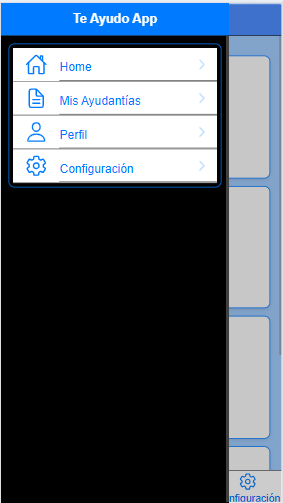 Te Ayudo App
Home
Mis Ayudantías
Perfil
Configuración
nfiguración